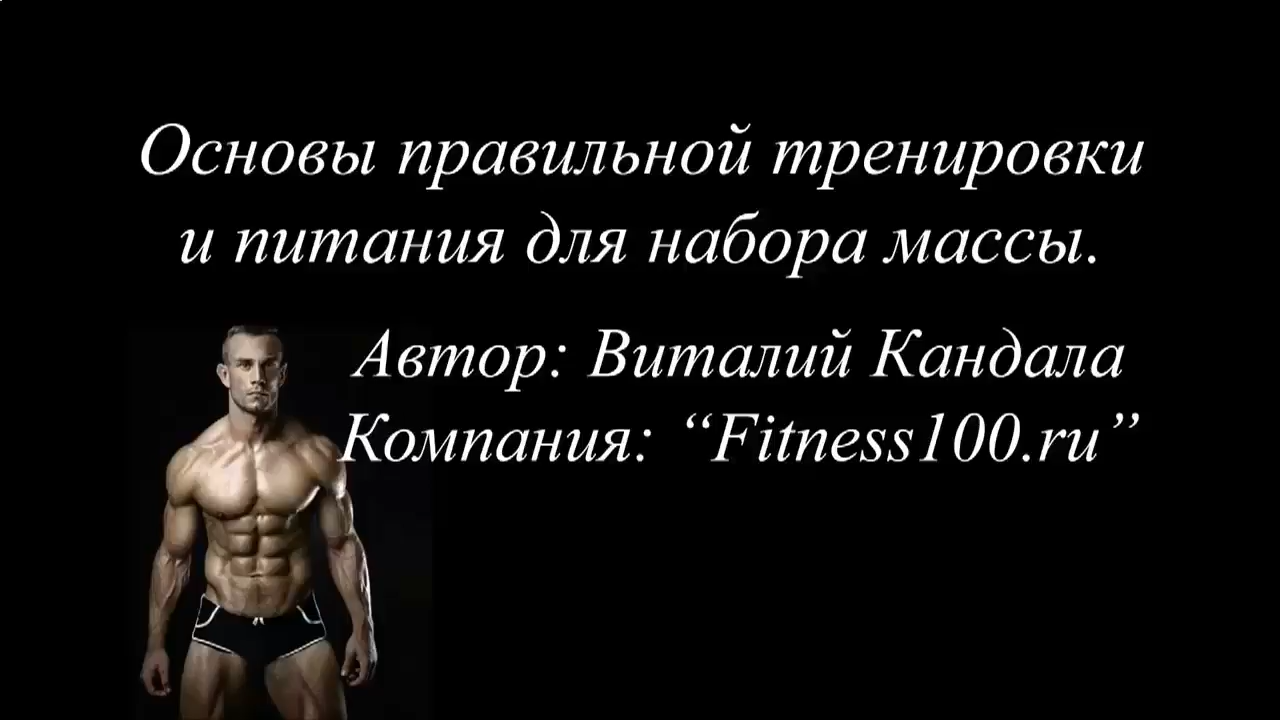 Основы правильной тренировки
и питания для набора массы.
Автор: Виталий Кандала
Компания: “Fitness100.ru”